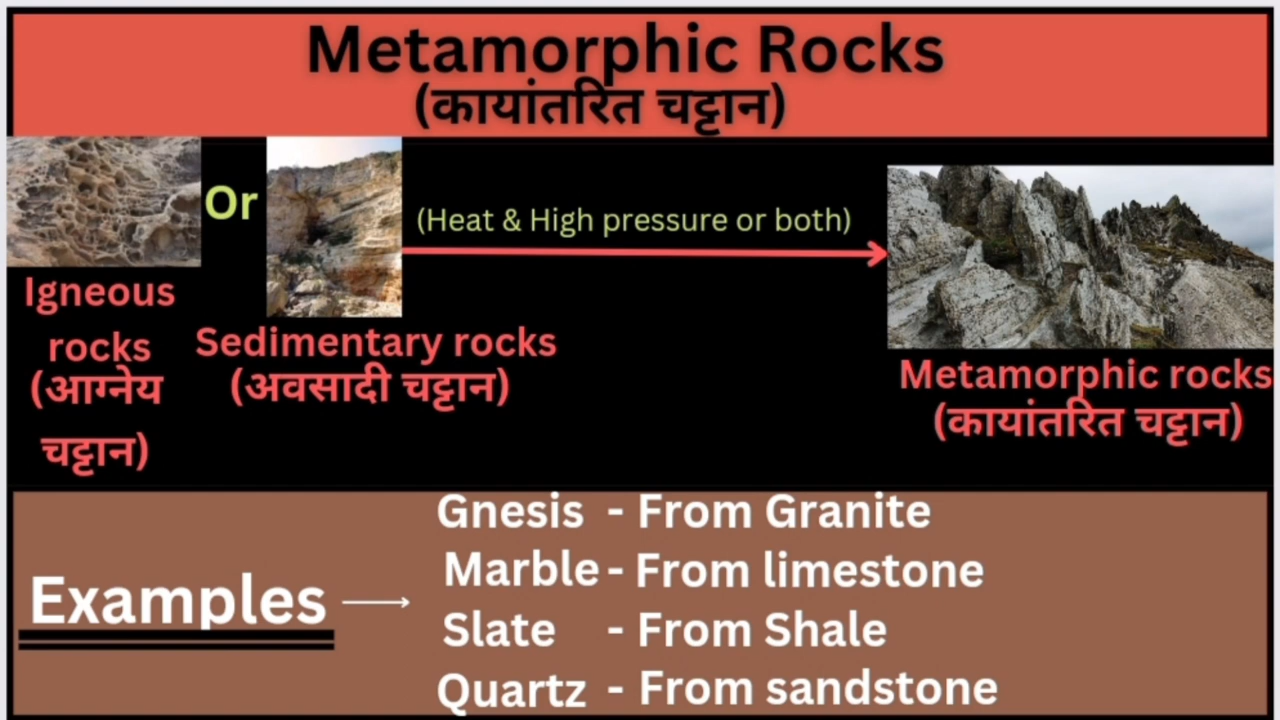 Metamorphic Rocks
(कायांतरित चट्टान)
Or
(Heat & High pressure or both)
Igneous
rocks
(आग्नेय
चट्टान)
Sedimentary rocks
(अवसादी चट्टान)
Metamorphic rocks
(कायांतरित चट्टान)
Examples
Gnesis - From Granite
Marble - From limestone
Slate - From Shale
Quartz - From sandstone